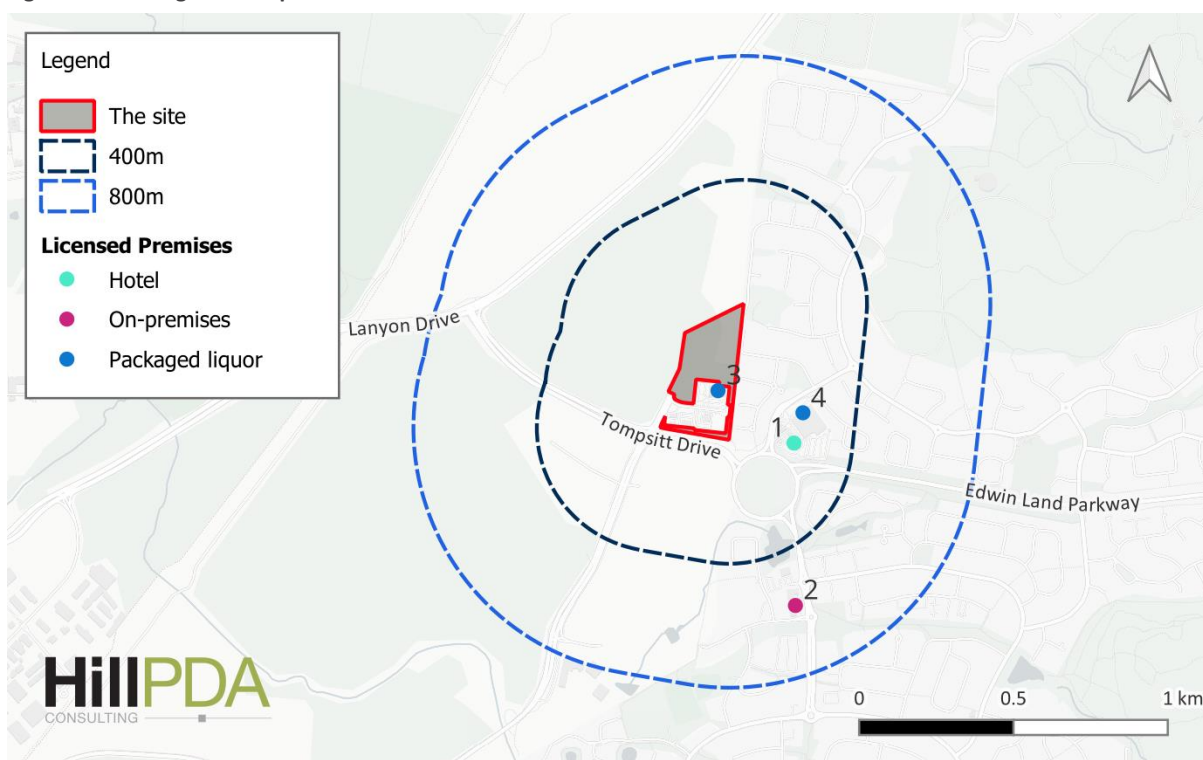 Legend
The site
400m
800m
Licensed Premises
Hotel
On-premises
Packaged liquor
Lanyon Drive
3
4
1
Tompsitt Drive
Edwin Land Parkway
2
HillPDA
CONSULTING
0 0.5 1 km